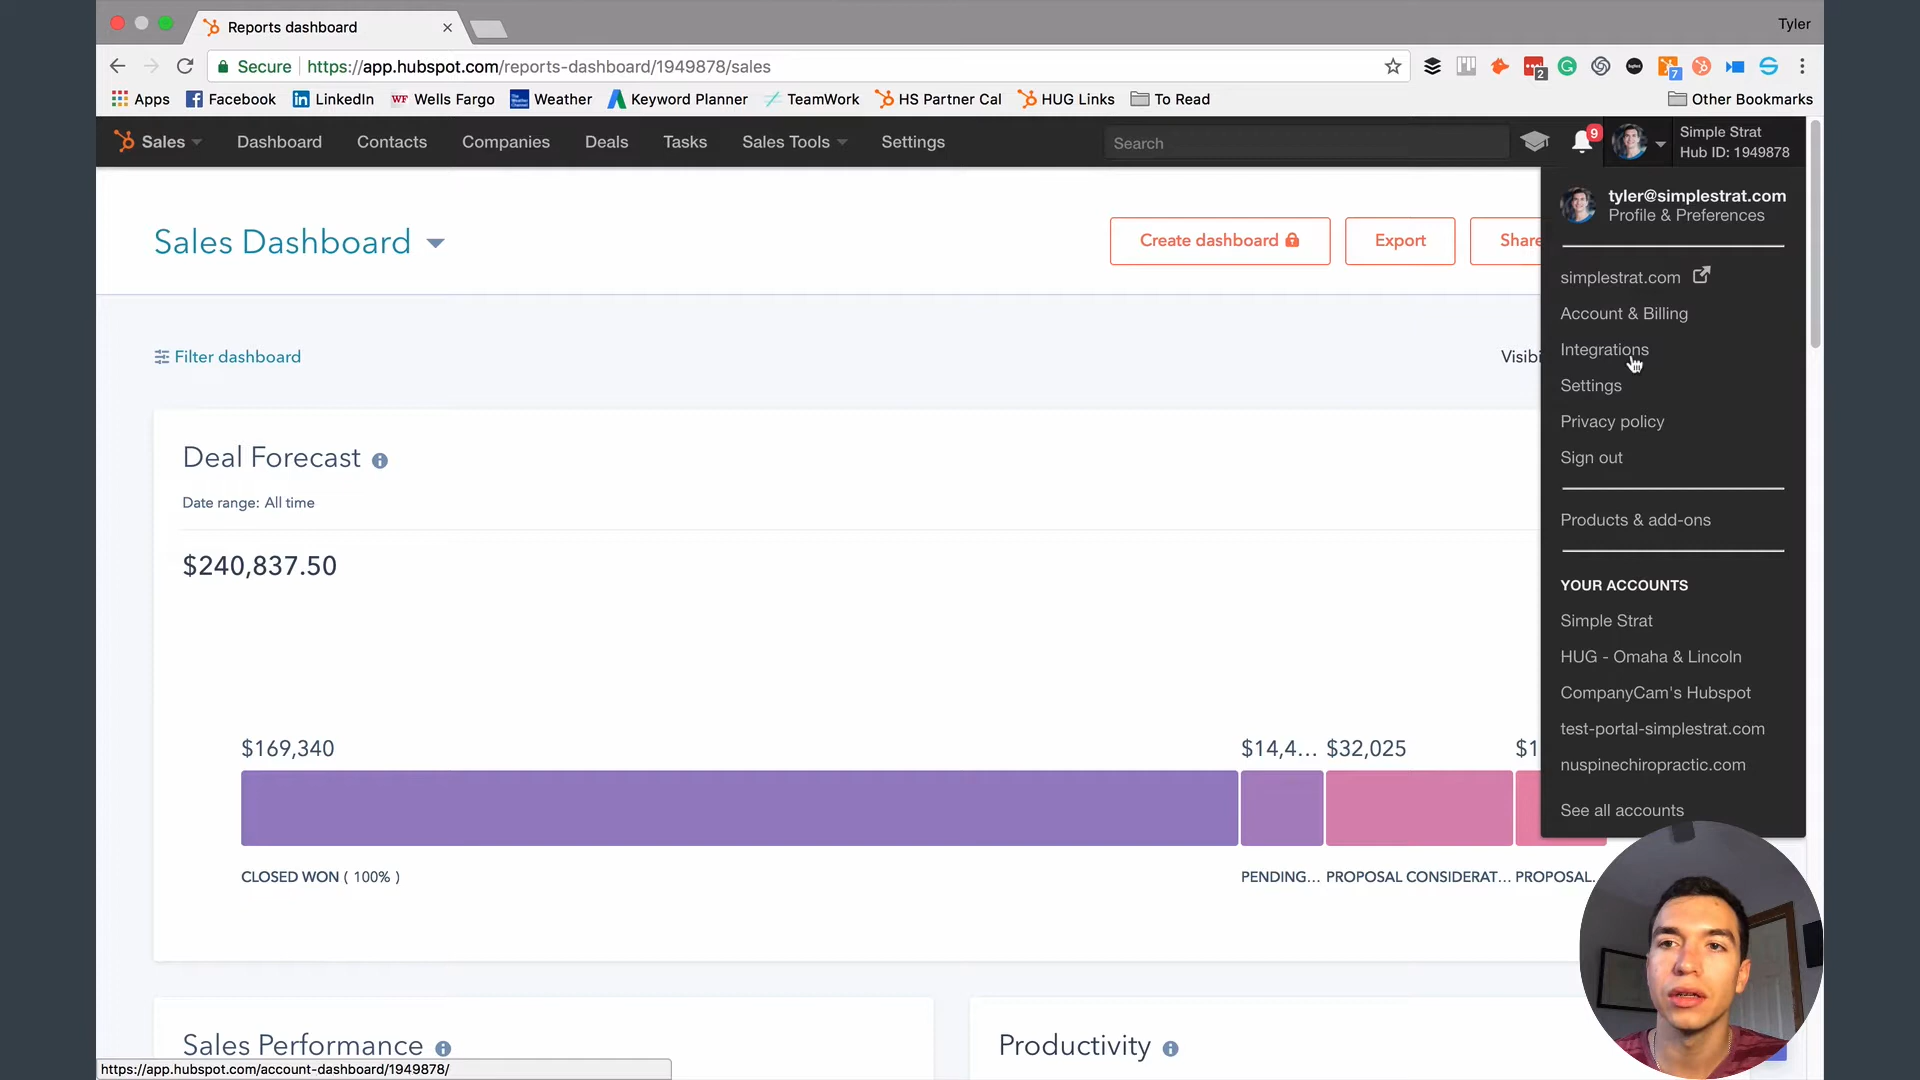 Reports dashboard
Tyler
Secure https://app.hubspot.com/reports-dashboard/1949878/sales
2
7
Apps Facebook LinkedIn WF Wells Fargo Weather Keyword Planner TeamWork HS Partner Cal HUG Links To Read Other Bookmarks
Sales Dashboard Contacts Companies Deals Tasks Sales Tools Settings Search 9
Simple Strat
Hub ID: 1949878
tyler@simplestrat.com
Profile & Preferences
simplestrat.com
Account & Billing
Integrations
Settings
Privacy policy
Sign out
Products & add-ons
YOUR ACCOUNTS
Simple Strat
HUG - Omaha & Lincoln
CompanyCam's Hubspot
test-portal-simplestrat.com
nuspinechiropractic.com
See all accounts
Sales Dashboard
Create dashboard Export Share
Filter dashboard
Visibi
Deal Forecast
Date range: All time
$240,837.50
$169,340 $14,4... $32,025 $1
CLOSED WON ( 100% ) PENDING... PROPOSAL CONSIDERAT... PROPOSAL...
Sales Performance
Productivity
https://app.hubspot.com/account-dashboard/1949878/